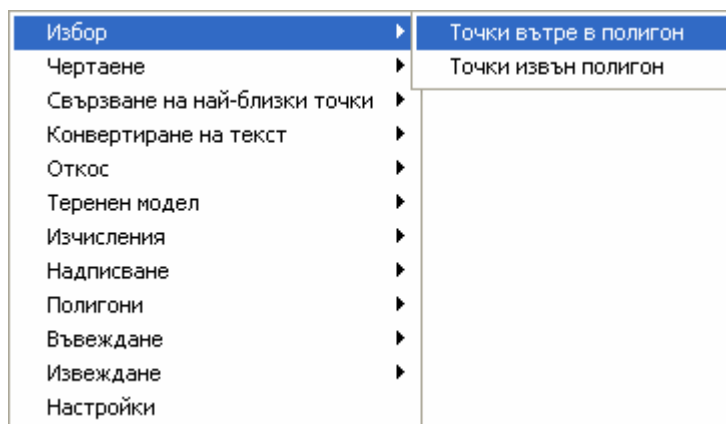 Избор
Точки вътре в полигон
Чертаене
Точки извън полигон
Свързване на най-близки точки
Конвертиране на текст
Откос
Теренен модел
Изчисления
Надписване
Полигони
Въвеждане
Извеждане
Настройки